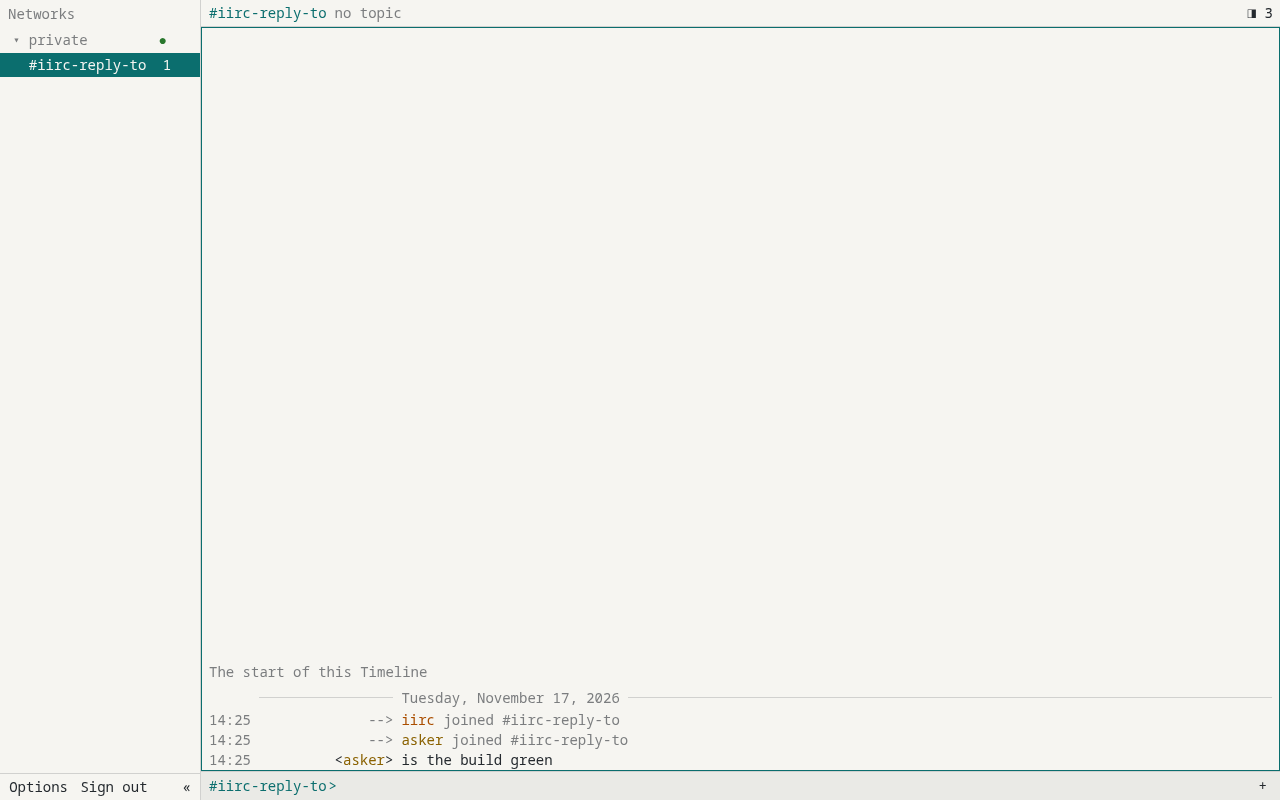 Networks
▾ private ●
#iirc-reply-to 1
Options Sign out «
#iirc-reply-to no topic
◨ 3
The start of this Timeline
Tuesday, November 17, 2026
14:25 --> iirc joined #iirc-reply-to
14:25 --> asker joined #iirc-reply-to
14:25 <asker> is the build green
#iirc-reply-to> +